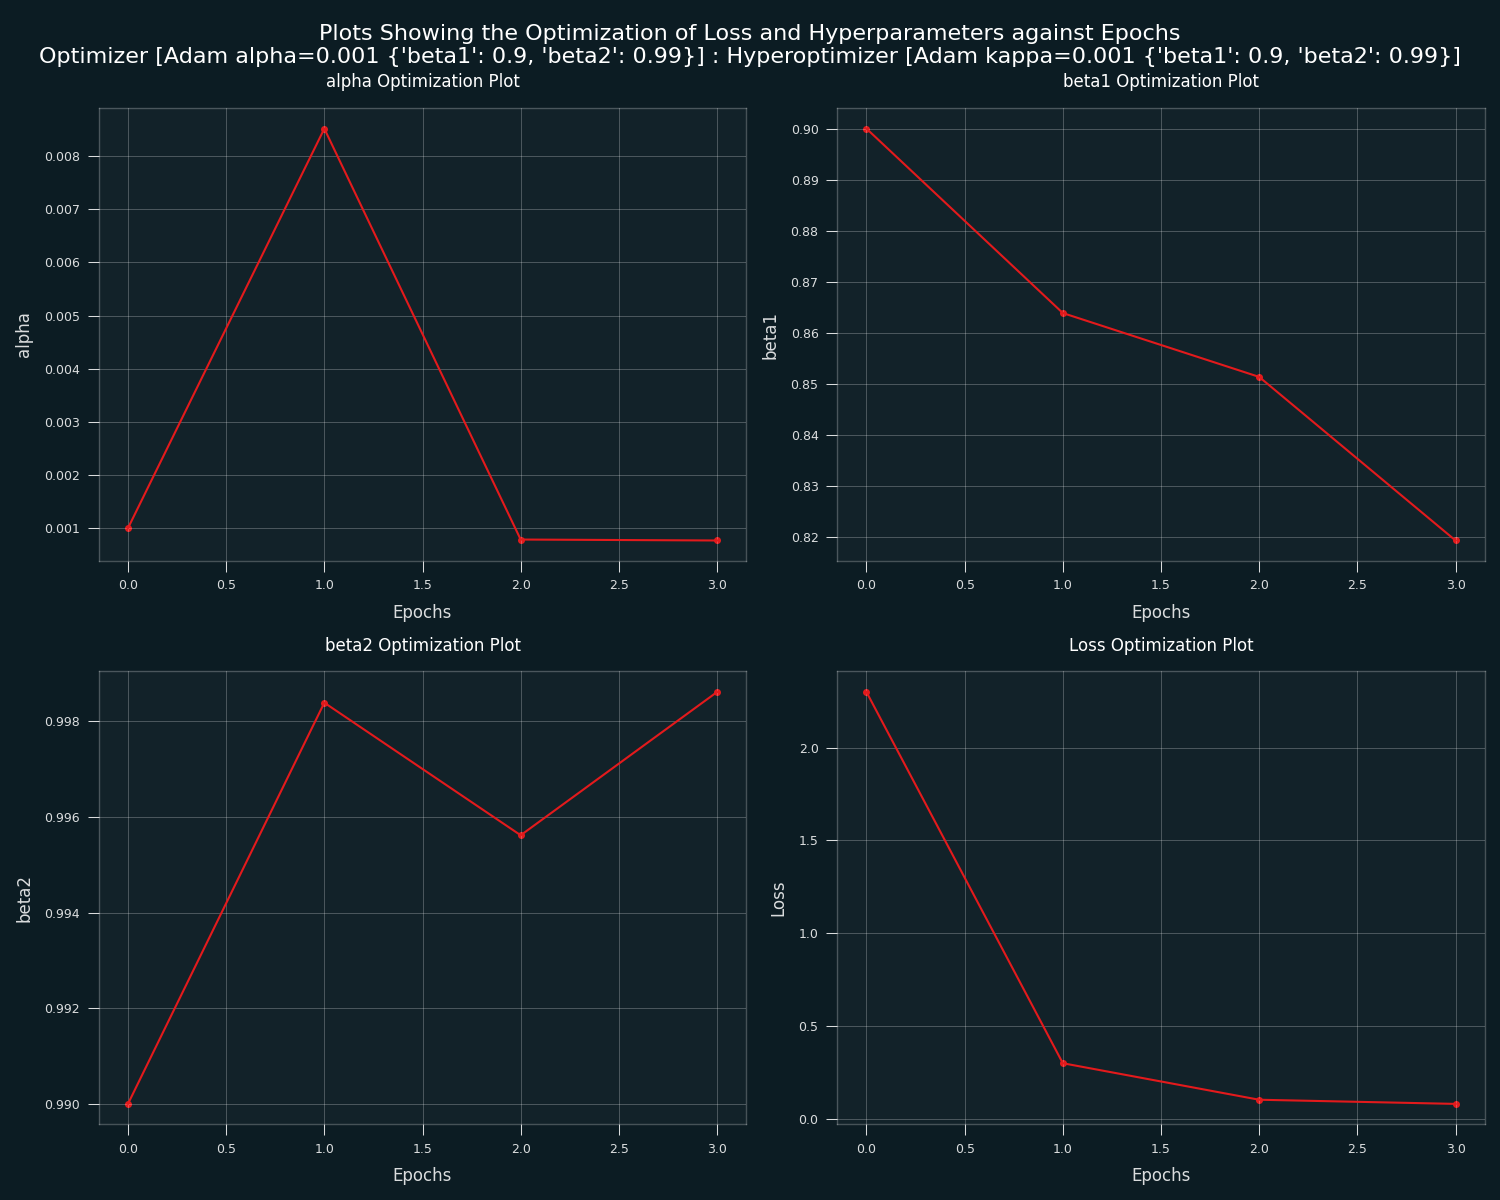 Plots Showing the Optimization of Loss and Hyperparameters against Epochs
Optimizer [Adam alpha=0.001 {'beta1': 0.9, 'beta2': 0.99}] : Hyperoptimizer [Adam kappa=0.001 {'beta1': 0.9, 'beta2': 0.99}]
alpha Optimization Plot
alpha
0.008
0.007
0.006
0.005
0.004
0.003
0.002
0.001
0.0 0.5 1.0 1.5 2.0 2.5 3.0
Epochs
beta1 Optimization Plot
beta1
0.90
0.89
0.88
0.87
0.86
0.85
0.84
0.83
0.82
0.0 0.5 1.0 1.5 2.0 2.5 3.0
Epochs
beta2 Optimization Plot
beta2
0.998
0.996
0.994
0.992
0.990
0.0 0.5 1.0 1.5 2.0 2.5 3.0
Epochs
Loss Optimization Plot
Loss
2.0
1.5
1.0
0.5
0.0
0.0 0.5 1.0 1.5 2.0 2.5 3.0
Epochs